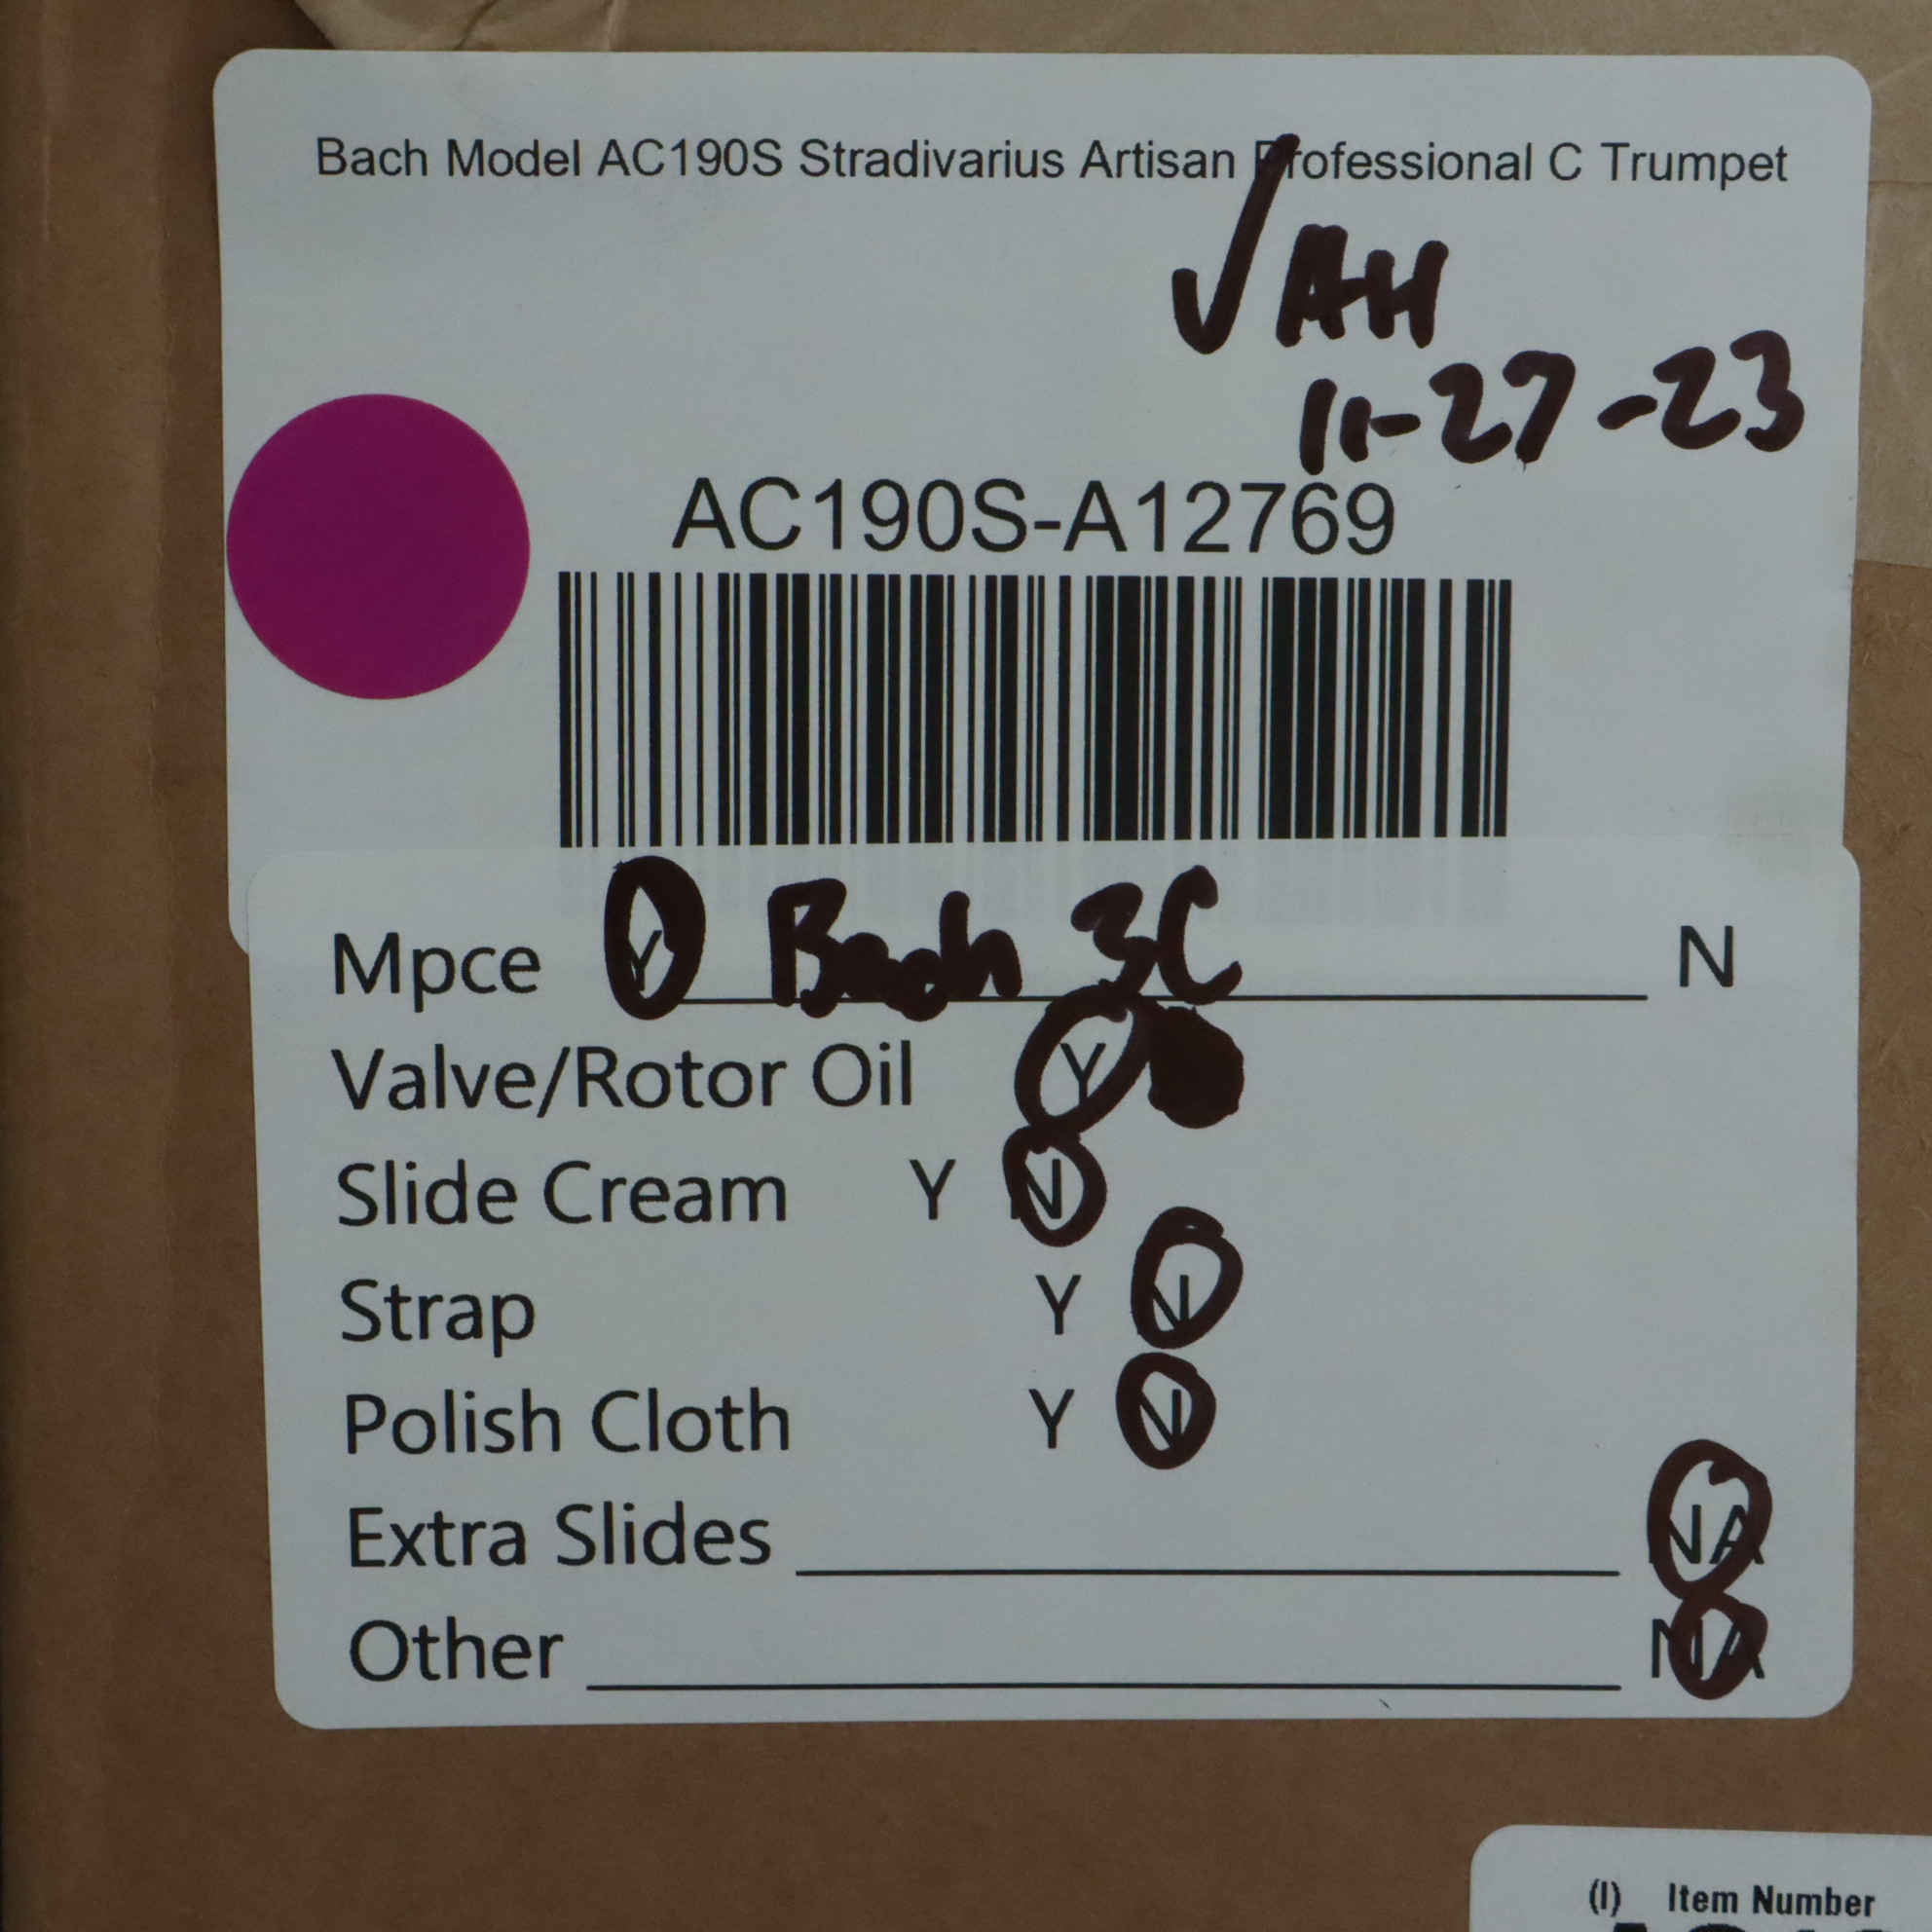 Bach Model AC190S Stradivarius Artisan Professional C Trumpet
√ AH
11-27-23
AC190S-A12769
Mpce Y Bach 3C N
Valve/Rotor Oil Y
Slide Cream Y N
Strap Y N
Polish Cloth Y N
Extra Slides NA
Other NA
(I) Item Number